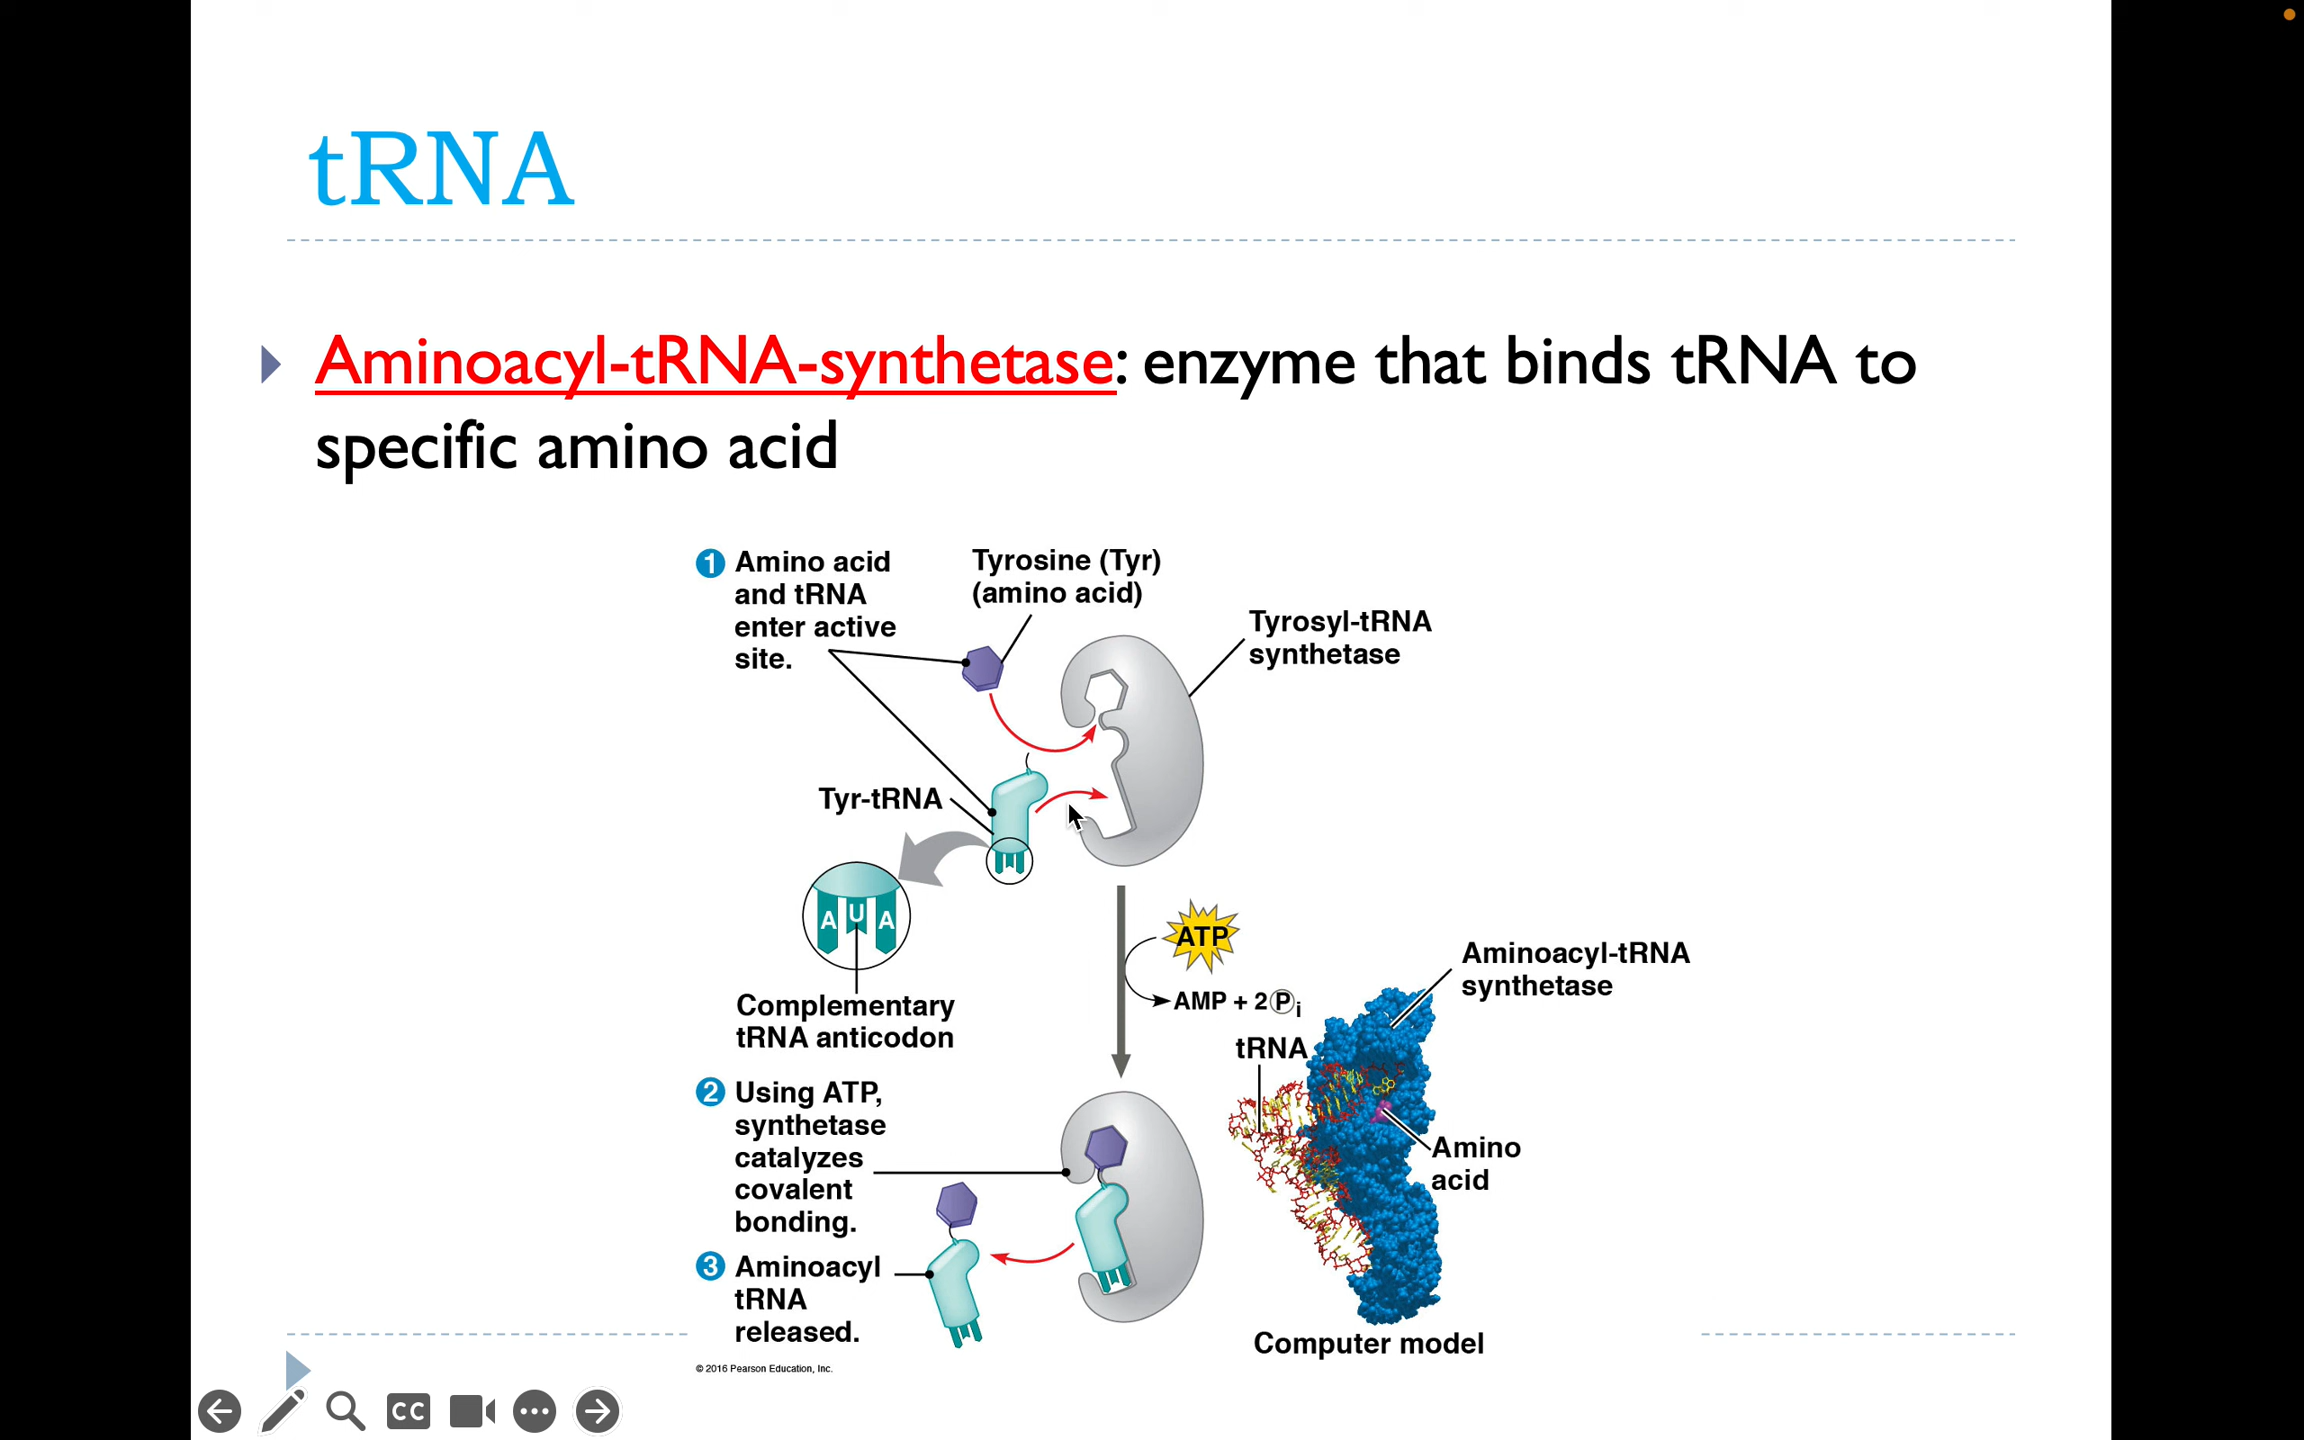 tRNA
Aminoacyl-tRNA-synthetase: enzyme that binds tRNA to
specific amino acid
1 Amino acid
and tRNA
enter active
site.
Tyrosine (Tyr)
(amino acid)
Tyrosyl-tRNA
synthetase
Tyr-tRNA
A U A
Complementary
tRNA anticodon
ATP
AMP + 2 Pi
Aminoacyl-tRNA
synthetase
tRNA
Amino
acid
2 Using ATP,
synthetase
catalyzes
covalent
bonding.
3 Aminoacyl
tRNA
released.
Computer model
© 2016 Pearson Education, Inc.
CC